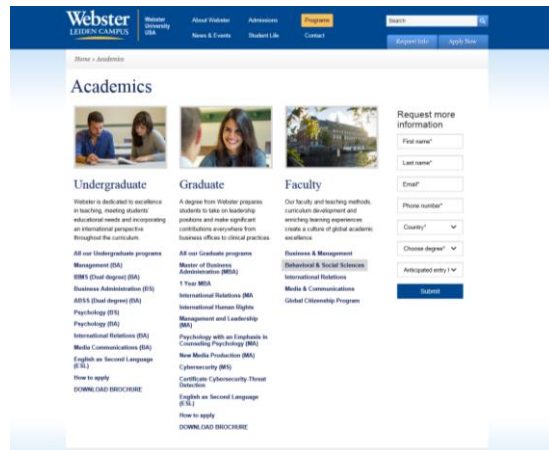 Webster
LEIDEN CAMPUS
Webster
University
USA
About Webster
Admissions
Programs
News & Events
Student Life
Contact
Search
Request Info
Apply Now
Home » Academics
Academics
Undergraduate
Webster is dedicated to excellence
in teaching, meeting students'
educational needs and incorporating
an international perspective
throughout the curriculum.
All our Undergraduate programs
Management (BA)
IBMS (Dual degree) (BA)
Business Administration (BS)
ABSS (Dual degree) (BA)
Psychology (BS)
Psychology (BA)
International Relations (BA)
Media Communications (BA)
English as Second Language
(ESL)
How to apply
DOWNLOAD BROCHURE
Graduate
A degree from Webster prepares
students to take on leadership
positions and make significant
contributions everywhere from
business offices to clinical practices.
All our Graduate programs
Master of Business
Administration (MBA)
1 Year MBA
International Relations (MA
International Human Rights
Management and Leadership
(MA)
Psychology with an Emphasis in
Counseling Psychology (MA)
New Media Production (MA)
Cybersecurity (MS)
Certificate Cybersecurity-Threat
Detection
English as Second Language
(ESL)
How to apply
DOWNLOAD BROCHURE
Faculty
Our faculty and teaching methods,
curriculum development and
enriching learning experiences
create a culture of global academic
excellence.
Business & Management
Behavioral & Social Sciences
International Relations
Media & Communications
Global Citizenship Program
Request more
information
First name*
Last name*
Email*
Phone number*
Country*
Choose degree*
Anticipated entry t
Submit